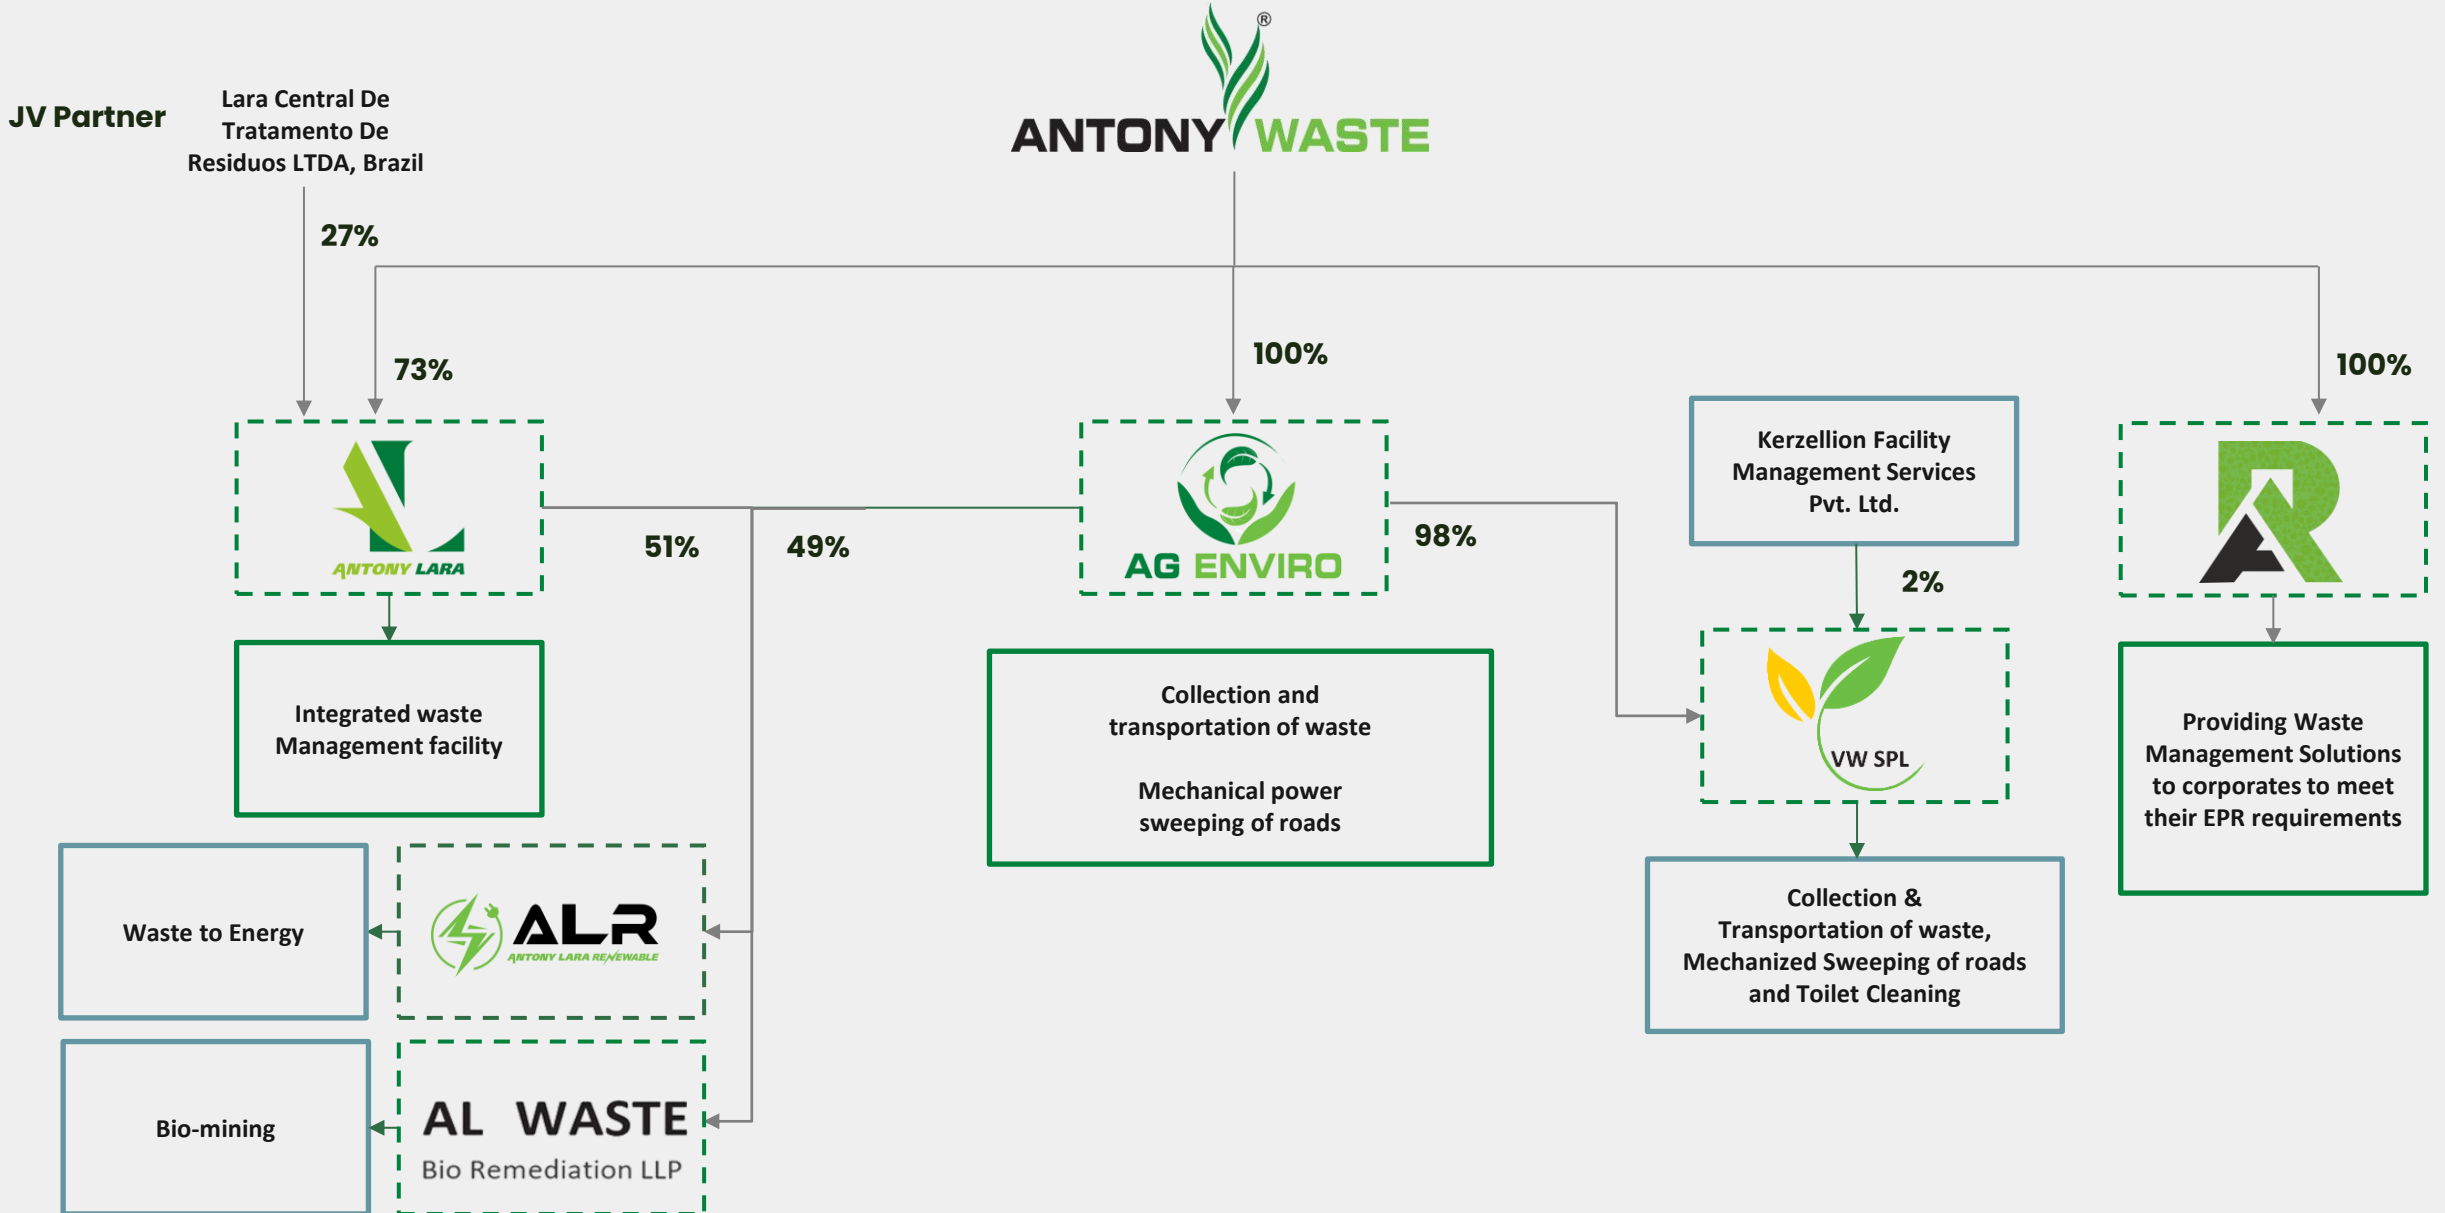 ANTONY WASTE ®
JV Partner
Lara Central De
Tratamento De
Residuos LTDA, Brazil
27%
73%
100%
100%
ANTONY LARA
51%
49%
AG ENVIRO
98%
Kerzellion Facility
Management Services
Pvt. Ltd.
2%
AR
Integrated waste
Management facility
Collection and
transportation of waste
Mechanical power
sweeping of roads
VW SPL
Providing Waste
Management Solutions
to corporates to meet
their EPR requirements
Waste to Energy
ALR
ANTONY LARA RENEWABLE
Collection &
Transportation of waste,
Mechanized Sweeping of roads
and Toilet Cleaning
Bio-mining
AL WASTE
Bio Remediation LLP